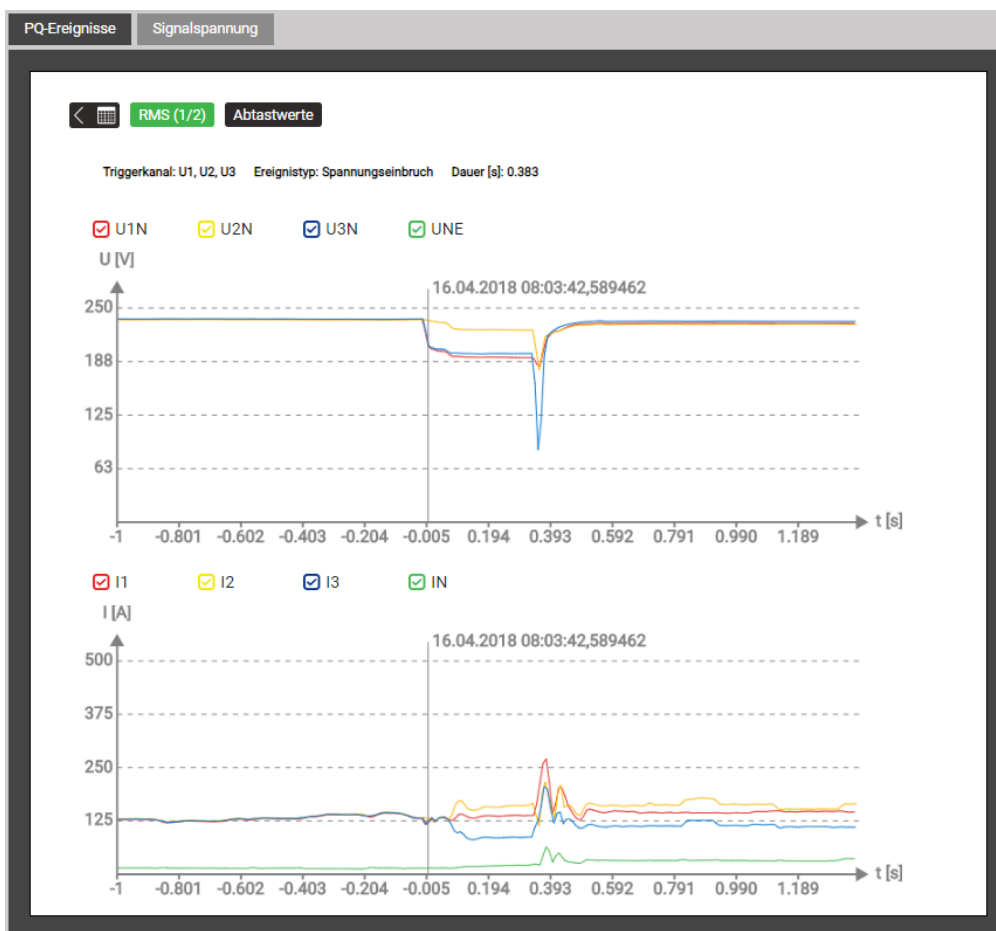 PQ-Ereignisse Signalspannung
RMS (1/2) Abtastwerte
Triggerkanal: U1, U2, U3 Ereignistyp: Spannungseinbruch Dauer [s]: 0.383
U1N U2N U3N UNE
U [V]
16.04.2018 08:03:42,589462
250
188
125
63
-1 -0.801 -0.602 -0.403 -0.204 -0.005 0.194 0.393 0.592 0.791 0.990 1.189
t [s]
I1 I2 I3 IN
I [A]
16.04.2018 08:03:42,589462
500
375
250
125
-1 -0.801 -0.602 -0.403 -0.204 -0.005 0.194 0.393 0.592 0.791 0.990 1.189
t [s]